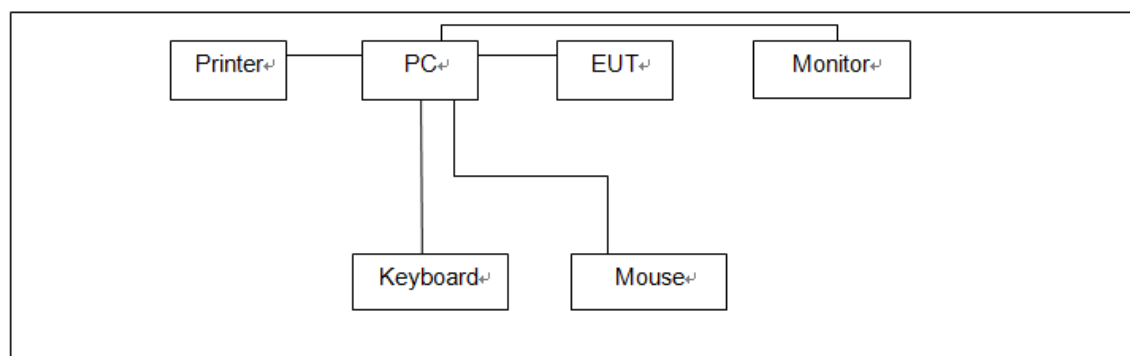 Printer
PC
EUT
Monitor
Keyboard
Mouse